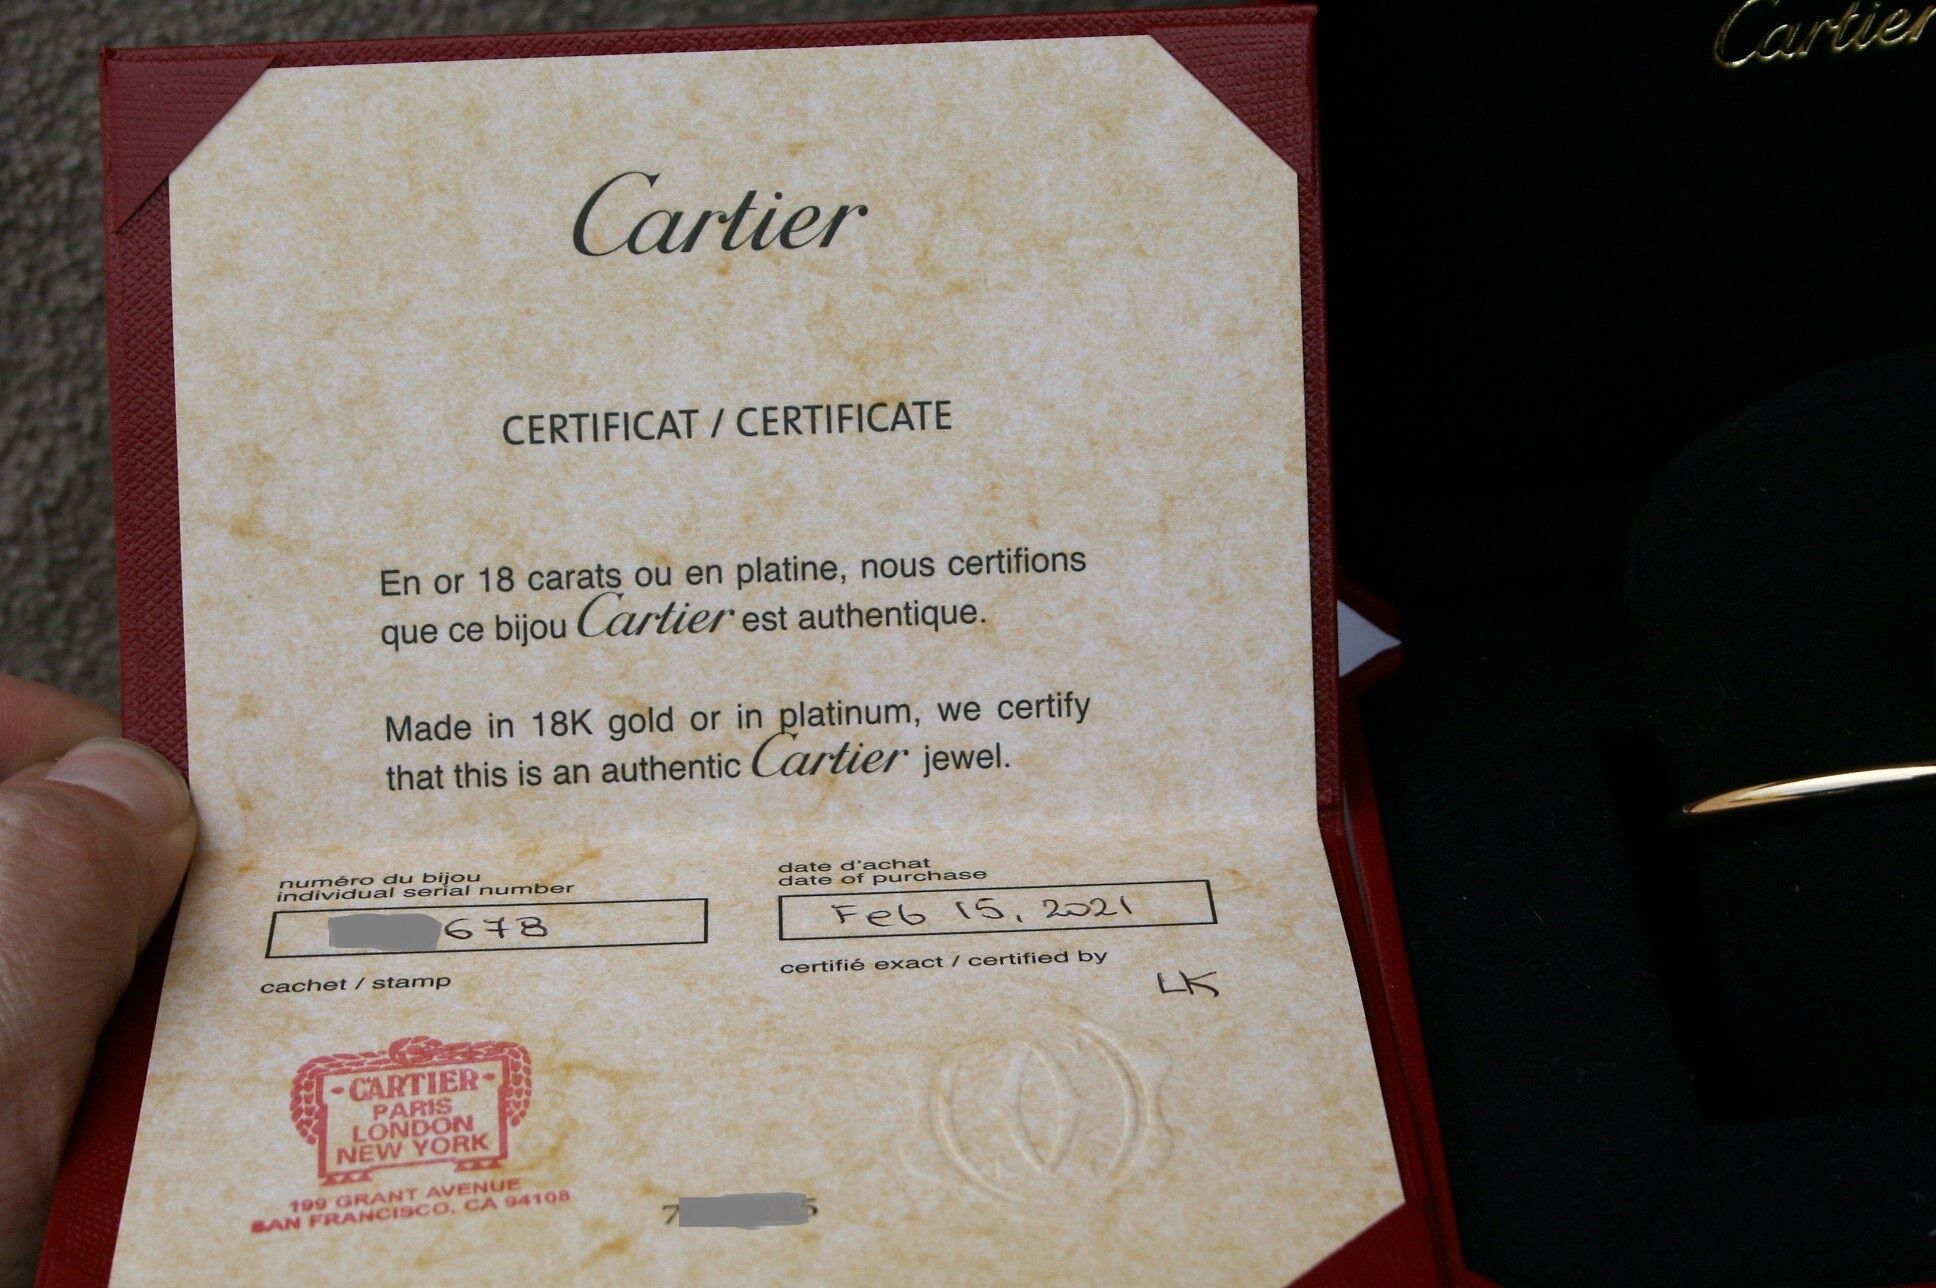 Cartier
Cartier
CERTIFICAT / CERTIFICATE
En or 18 carats ou en platine, nous certifions
que ce bijou Cartier est authentique.
Made in 18K gold or in platinum, we certify
that this is an authentic Cartier jewel.
numéro du bijou
individual serial number
678
date d'achat
date of purchase
Feb 15, 2021
cachet / stamp
certifié exact / certified by
LK
CARTIER
PARIS
LONDON
NEW YORK
199 GRANT AVENUE
SAN FRANCISCO, CA 94108
7 5